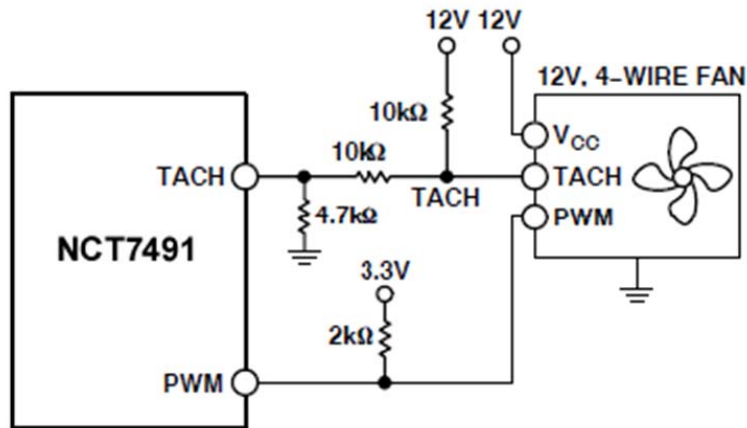 12V 12V
12V, 4–WIRE FAN
10kΩ
VCC
10kΩ
TACH
TACH
TACH
PWM
4.7kΩ
NCT7491
3.3V
2kΩ
PWM